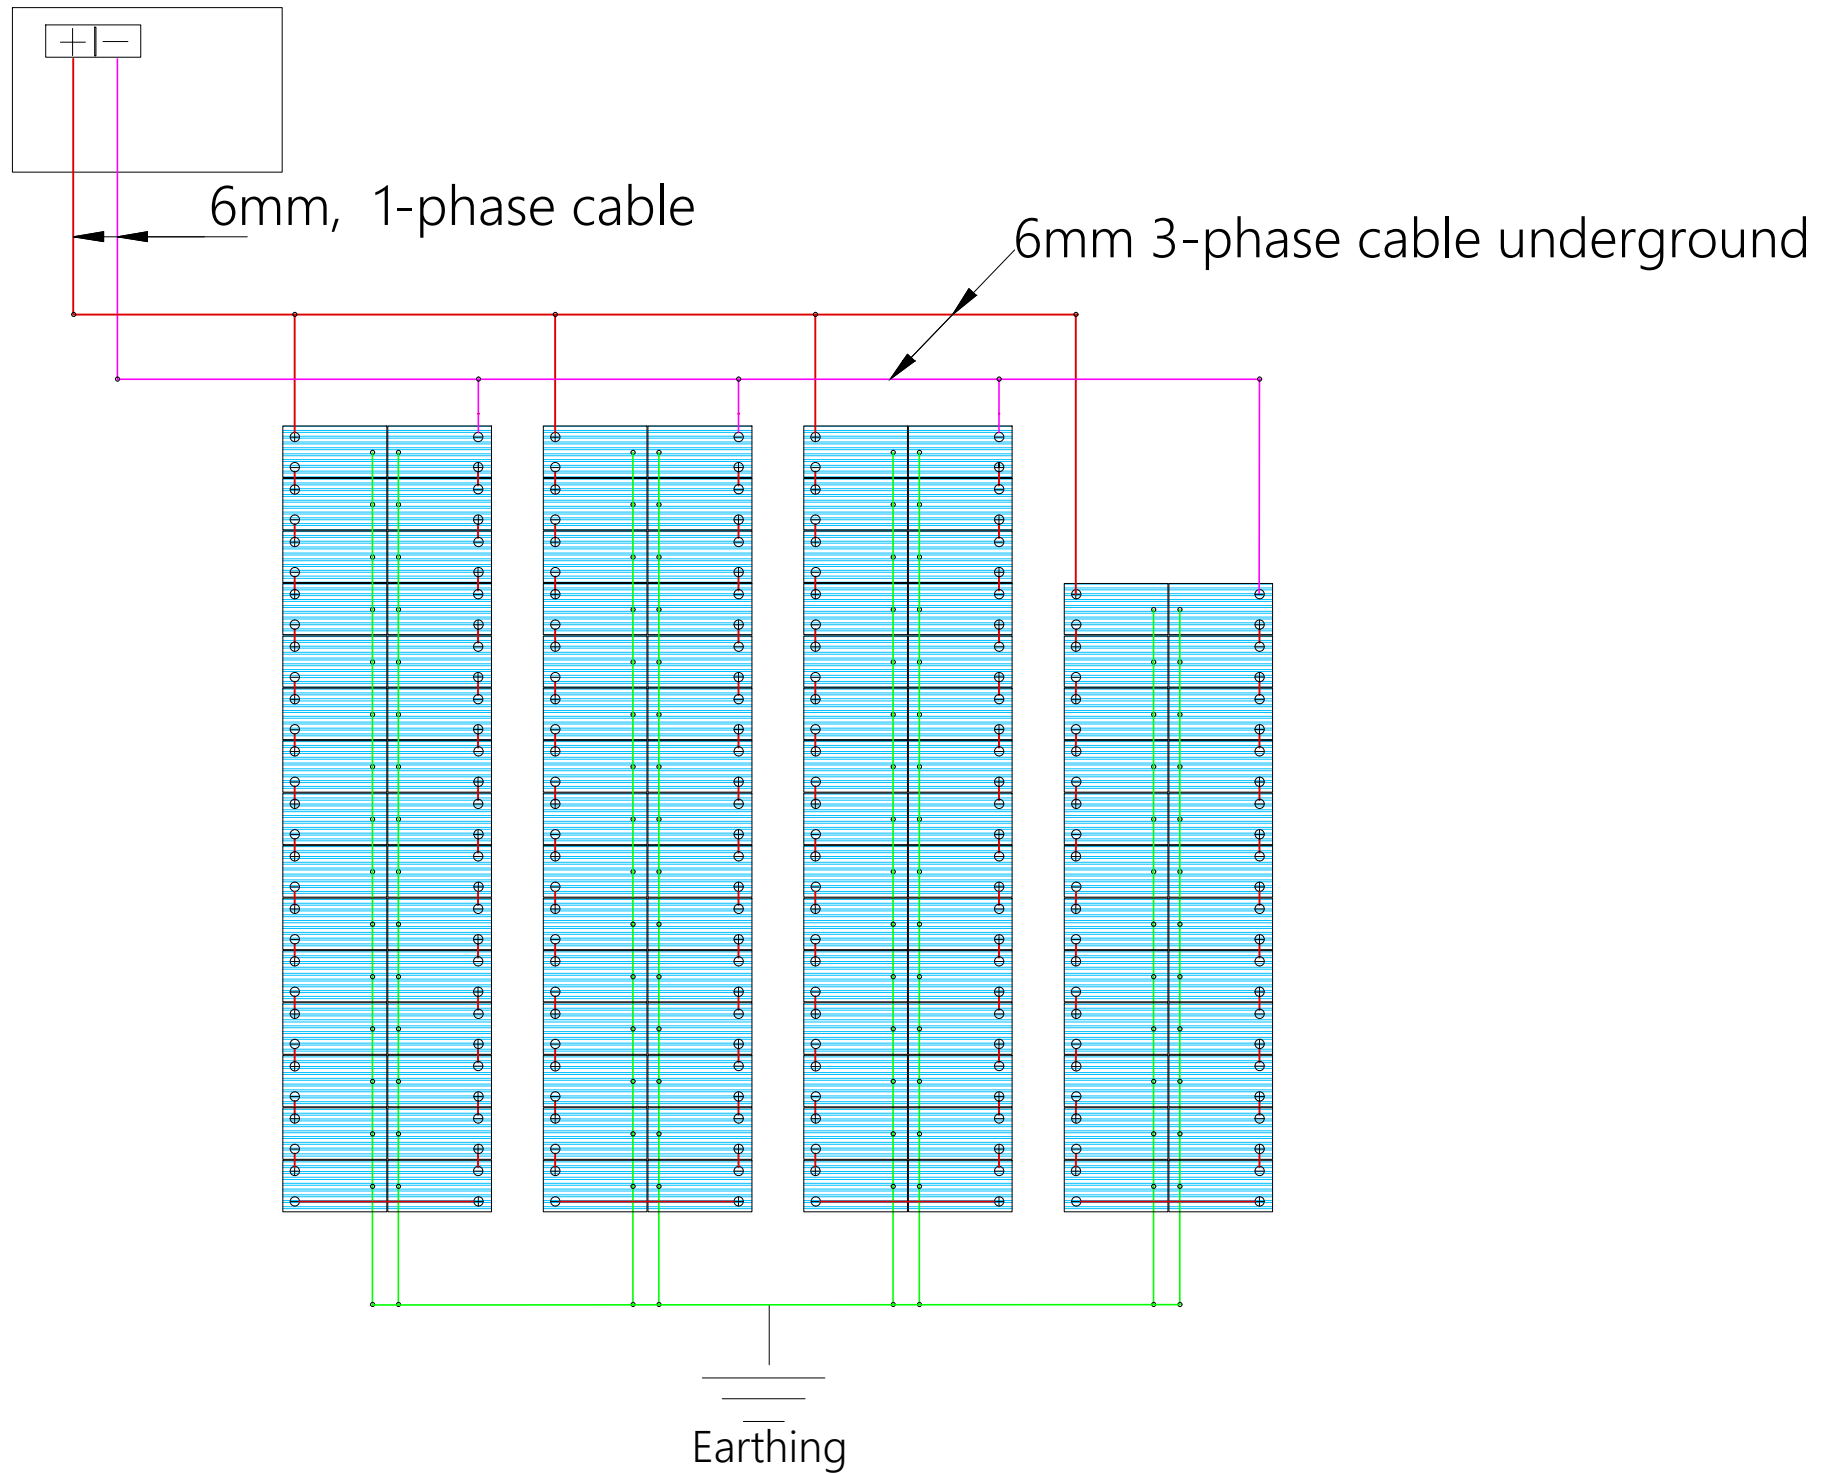 + −
6mm, 1-phase cable
6mm 3-phase cable underground
Earthing